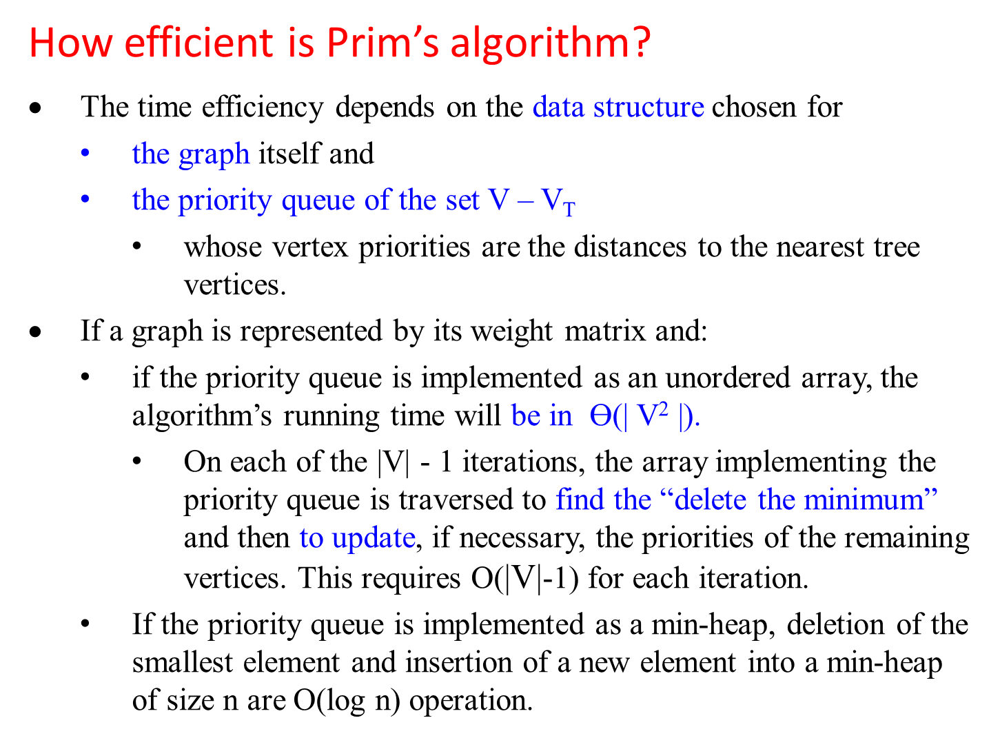 How efficient is Prim’s algorithm?
• The time efficiency depends on the data structure chosen for
• the graph itself and
• the priority queue of the set V – V_T
• whose vertex priorities are the distances to the nearest tree
vertices.
• If a graph is represented by its weight matrix and:
• if the priority queue is implemented as an unordered array, the
algorithm’s running time will be in Ɵ(| V² |).
• On each of the |V| - 1 iterations, the array implementing the
priority queue is traversed to find the “delete the minimum”
and then to update, if necessary, the priorities of the remaining
vertices. This requires O(|V|-1) for each iteration.
• If the priority queue is implemented as a min-heap, deletion of the
smallest element and insertion of a new element into a min-heap
of size n are O(log n) operation.